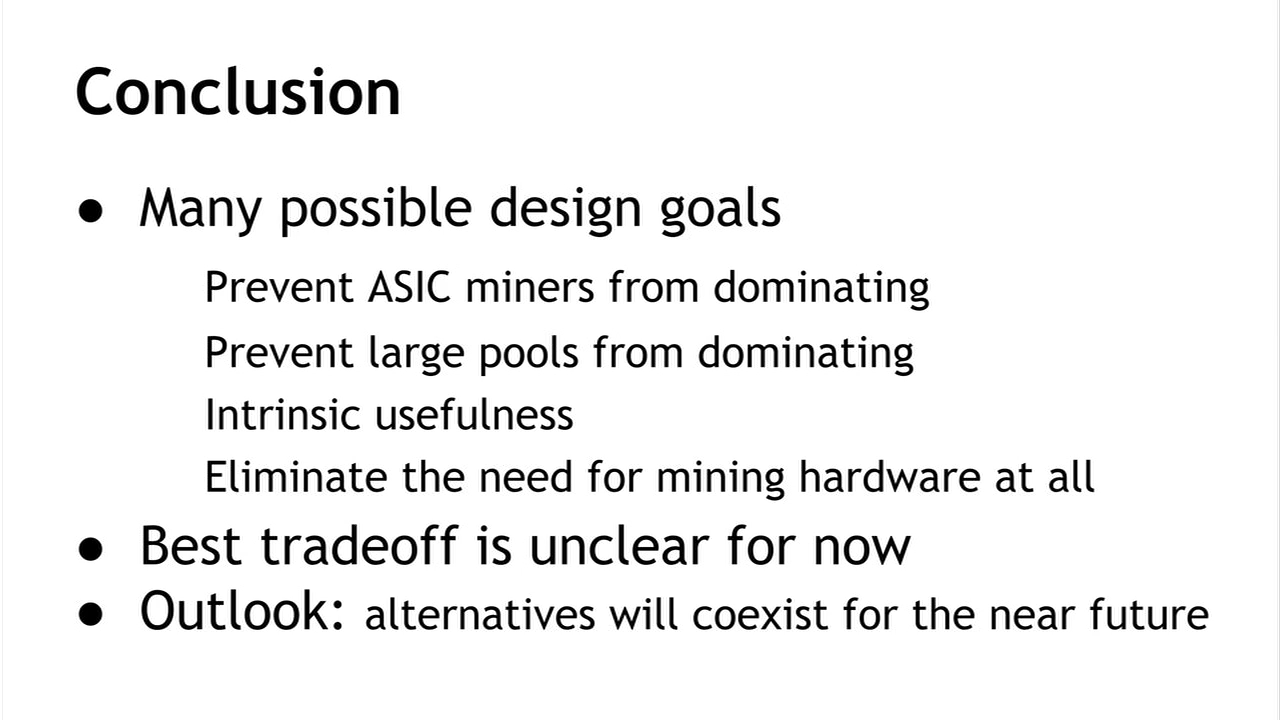 Conclusion
● Many possible design goals
Prevent ASIC miners from dominating
Prevent large pools from dominating
Intrinsic usefulness
Eliminate the need for mining hardware at all
● Best tradeoff is unclear for now
● Outlook: alternatives will coexist for the near future